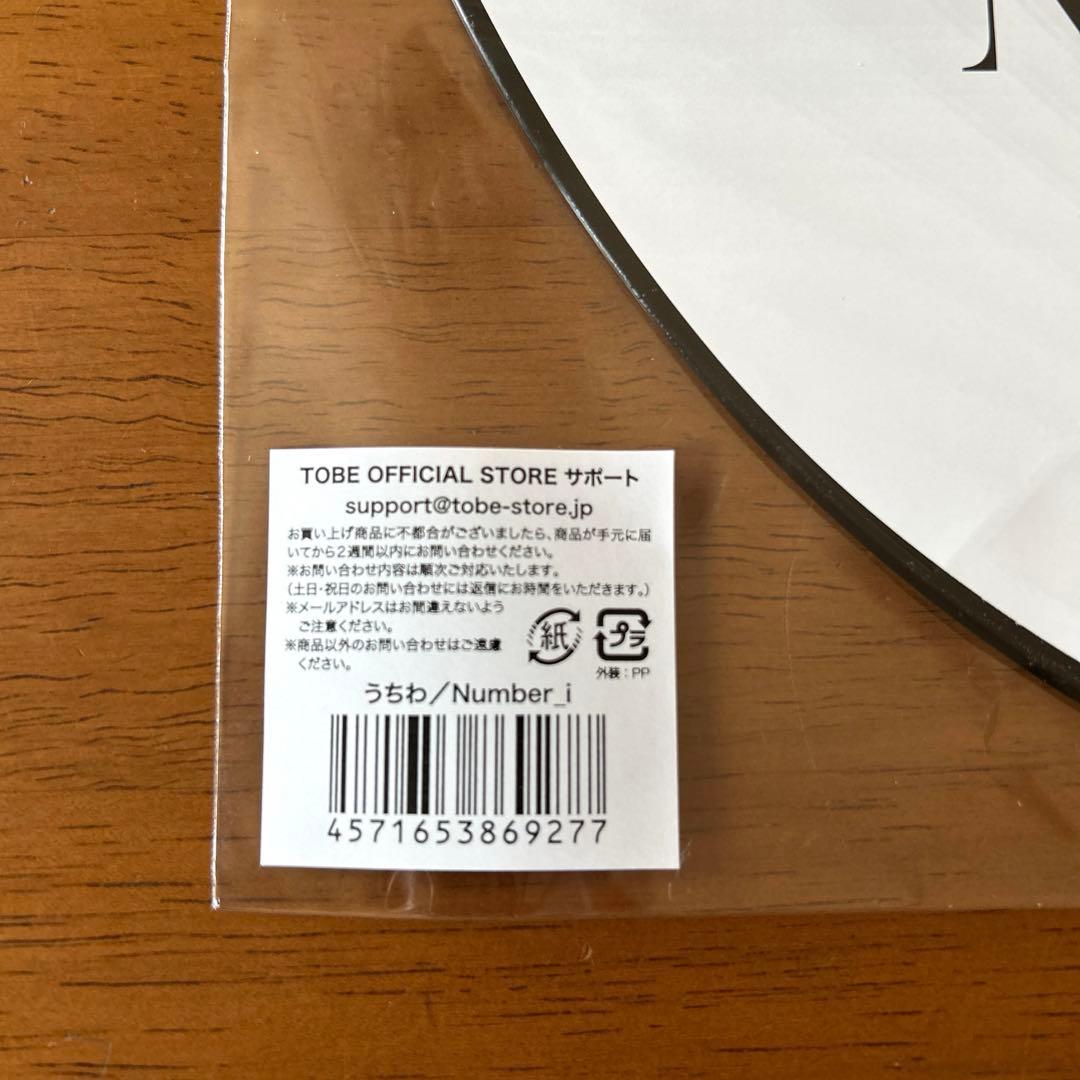 TOBE OFFICIAL STORE サポート
support@tobe-store.jp
お買い上げ商品に不都合がございましたら、商品が手元に届
いてから2週間以内にお問い合わせください。
※お問い合わせ内容は順次ご対応いたします。
(土日・祝日のお問い合わせには返信にお時間をいただきます。)
※メールアドレスはお間違えないよう
ご注意ください。
※商品以外のお問い合わせはご遠慮
ください。
紙
プラ
外装:PP
うちわ/Number_i
4571653869277